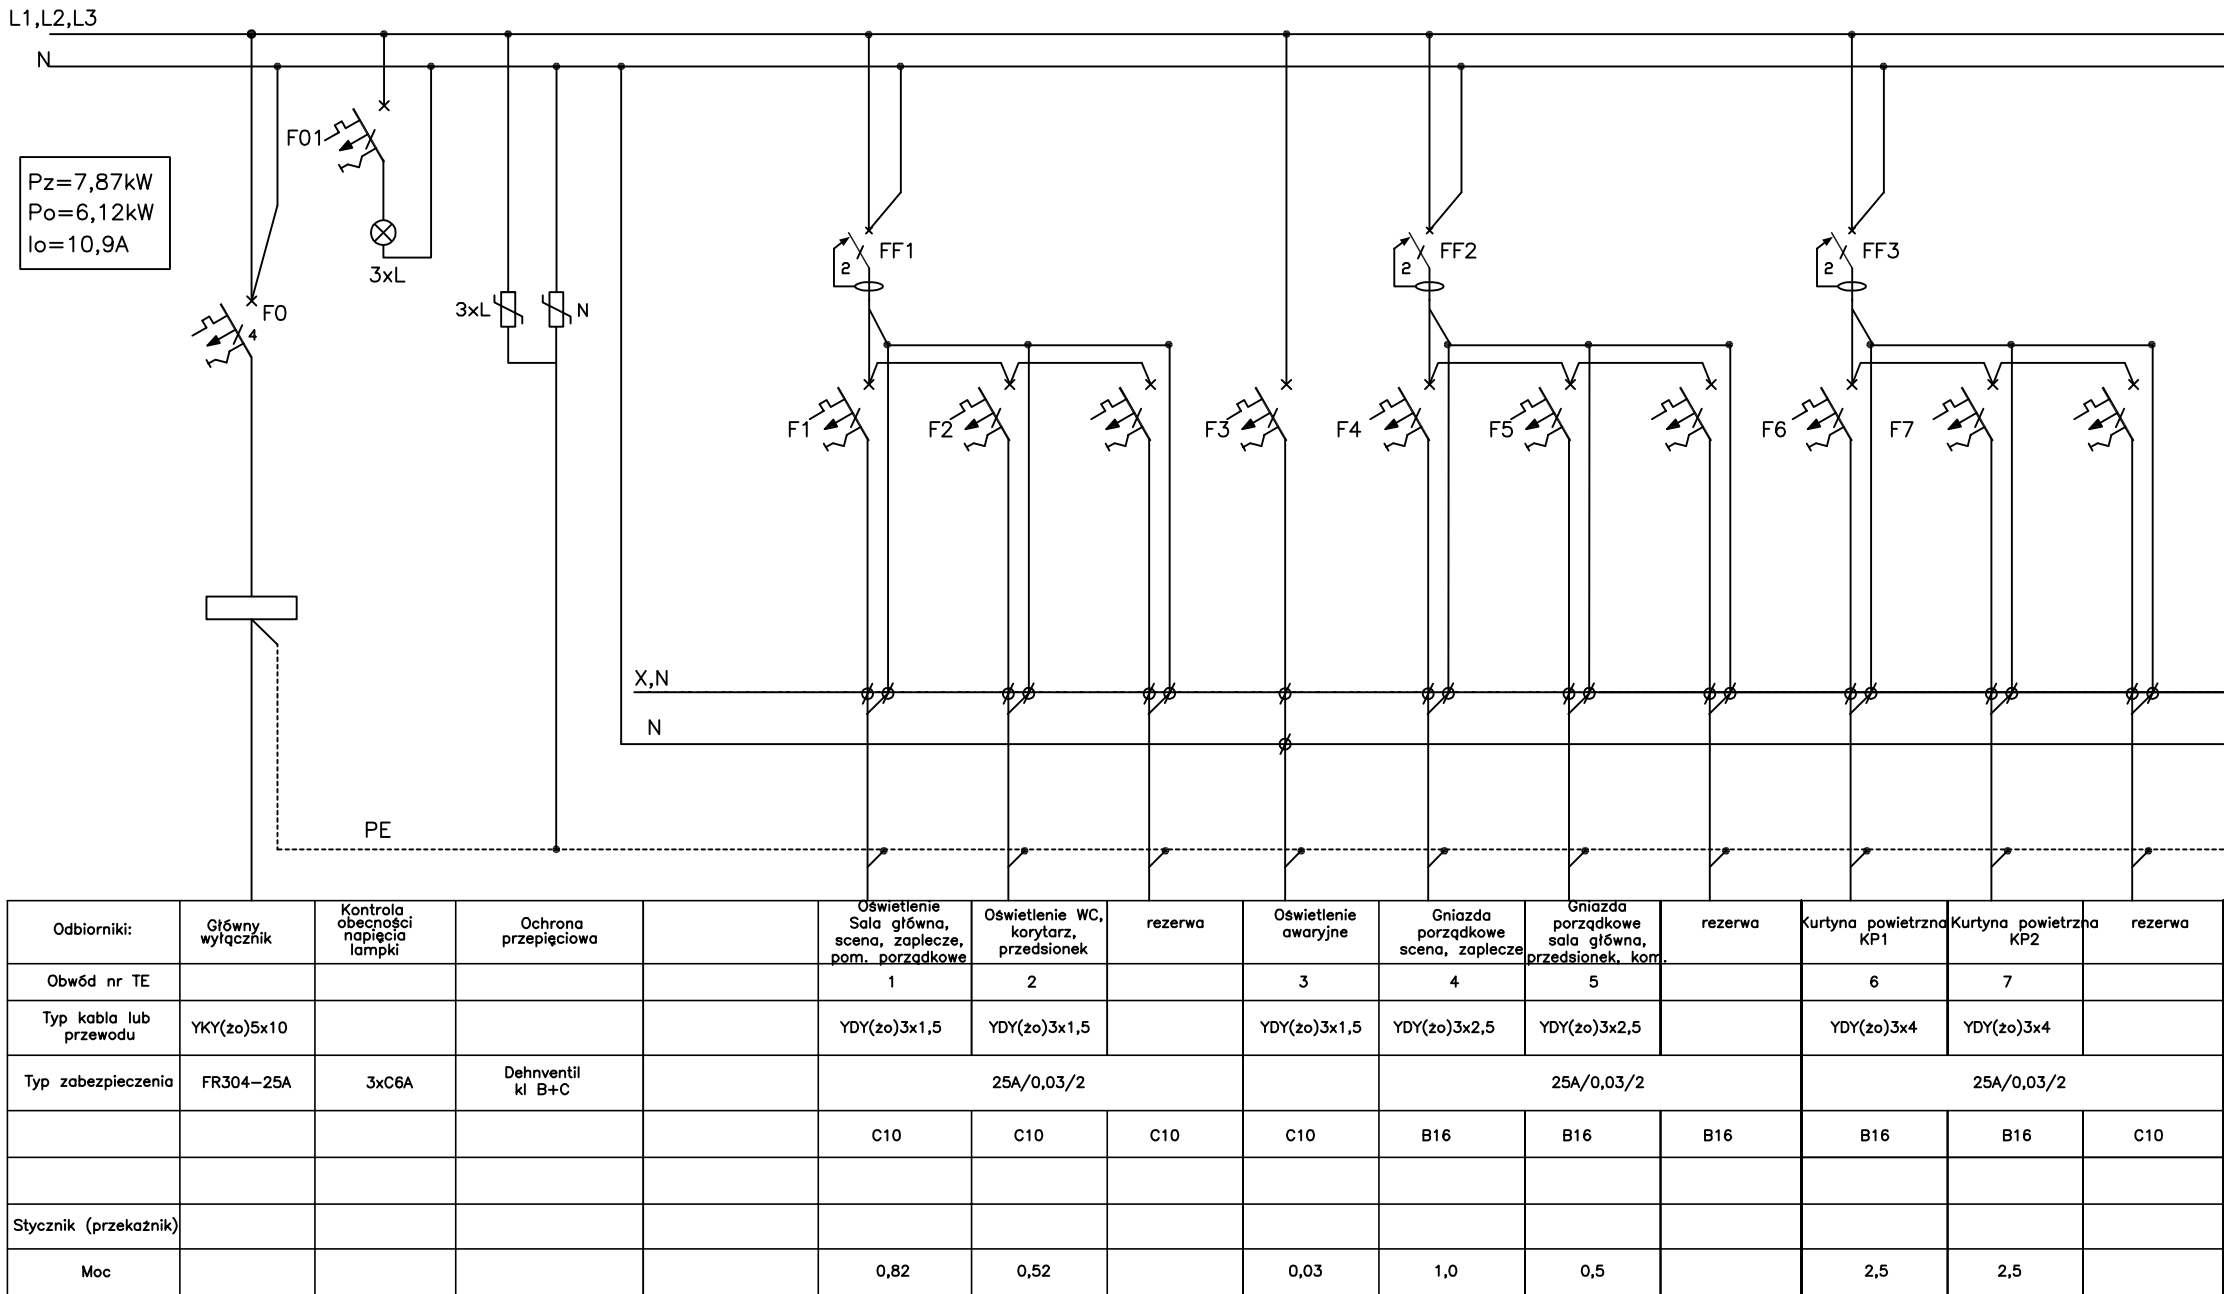 L1,L2,L3
N
F01
Pz=7,87kW
Po=6,12kW
Io=10,9A
3xL
F0
4
3xL
N
FF1
2
FF2
2
FF3
2
F1
F2
F3
F4
F5
F6
F7
X,N
N
PE
Odbiorniki:
Główny
wyłącznik
Kontrola
obecności
napięcia
lampki
Ochrona
przepięciowa
Oświetlenie
Sala główna,
scena, zaplecze,
pom. porządkowe
Oświetlenie WC,
korytarz,
przedsionek
rezerwa
Oświetlenie
awaryjne
Gniazda
porządkowe
scena, zaplecze
Gniazda
porządkowe
sala główna,
przedsionek, kom.
rezerwa
Kurtyna powietrzna
KP1
Kurtyna powietrzna
KP2
rezerwa
Obwód nr TE
1
2
3
4
5
6
7
Typ kabla lub
przewodu
YKY(żo)5x10
YDY(żo)3x1,5
YDY(żo)3x1,5
YDY(żo)3x1,5
YDY(żo)3x2,5
YDY(żo)3x2,5
YDY(żo)3x4
YDY(żo)3x4
Typ zabezpieczenia
FR304-25A
3xC6A
Dehnventil
kl B+C
25A/0,03/2
25A/0,03/2
25A/0,03/2
C10
C10
C10
C10
B16
B16
B16
B16
B16
C10
Stycznik (przekaźnik)
Moc
0,82
0,52
0,03
1,0
0,5
2,5
2,5